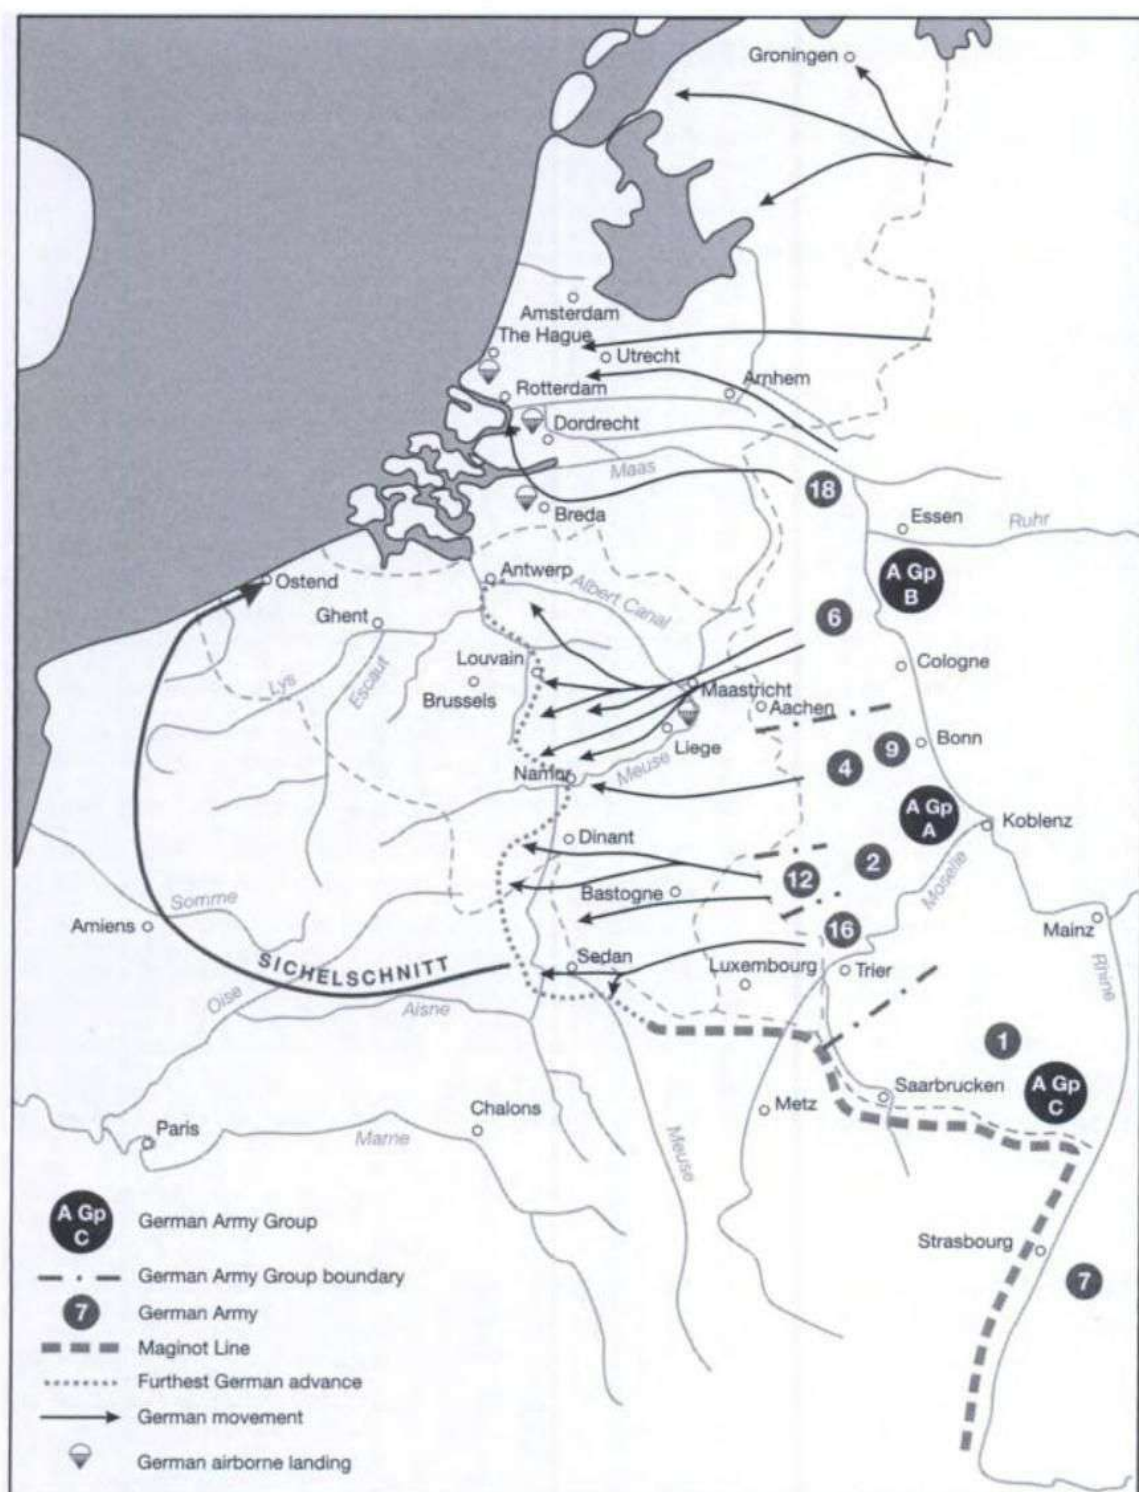 Groningen
Amsterdam
The Hague
Utrecht
Rotterdam
Arnhem
Dordrecht
Maas
18
Breda
Essen
Ruhr
A Gp
B
Ostend
Antwerp
Albert Canal
Ghent
6
Lys
Escaut
Louvain
Brussels
Maastricht
Cologne
Aachen
Liege
Bonn
9
4
Namur
Meuse
A Gp
A
Koblenz
Dinant
2
12
Bastogne
Moselle
Somme
Amiens
16
Mainz
SICHELSCHNITT
Sedan
Luxembourg
Trier
Rhine
Oise
Aisne
1
A Gp
C
Saarbrucken
Metz
Chalons
Paris
Marne
Meuse
Strasbourg
7
A Gp
C
German Army Group
German Army Group boundary
7
German Army
Maginot Line
Furthest German advance
German movement
German airborne landing